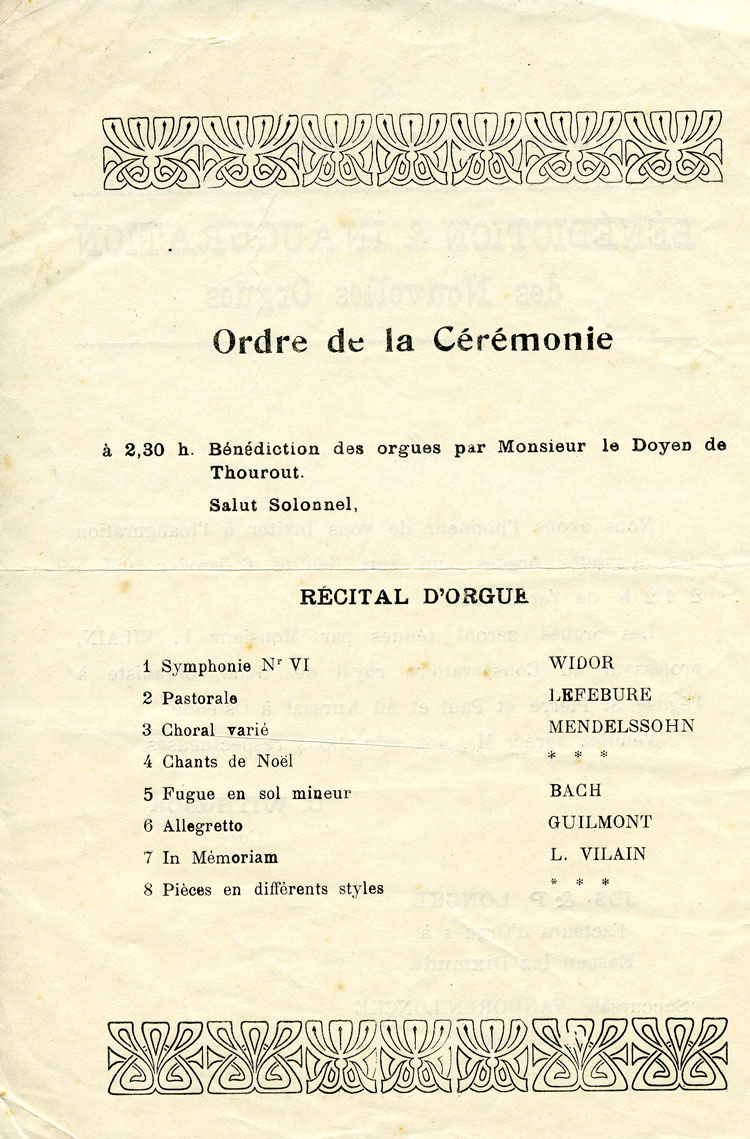 Ordre de la Cérémonie
à 2,30 h. Bénédiction des orgues par Monsieur le Doyen de
Thourout.
Salut Solonnel,
RÉCITAL D'ORGUE
1 Symphonie Nr VI WIDOR
2 Pastorale LEFEBURE
3 Choral varié MENDELSSOHN
4 Chants de Noël * * *
5 Fugue en sol mineur BACH
6 Allegretto GUILMONT
7 In Mémoriam L. VILAIN
8 Pièces en différents styles * * *